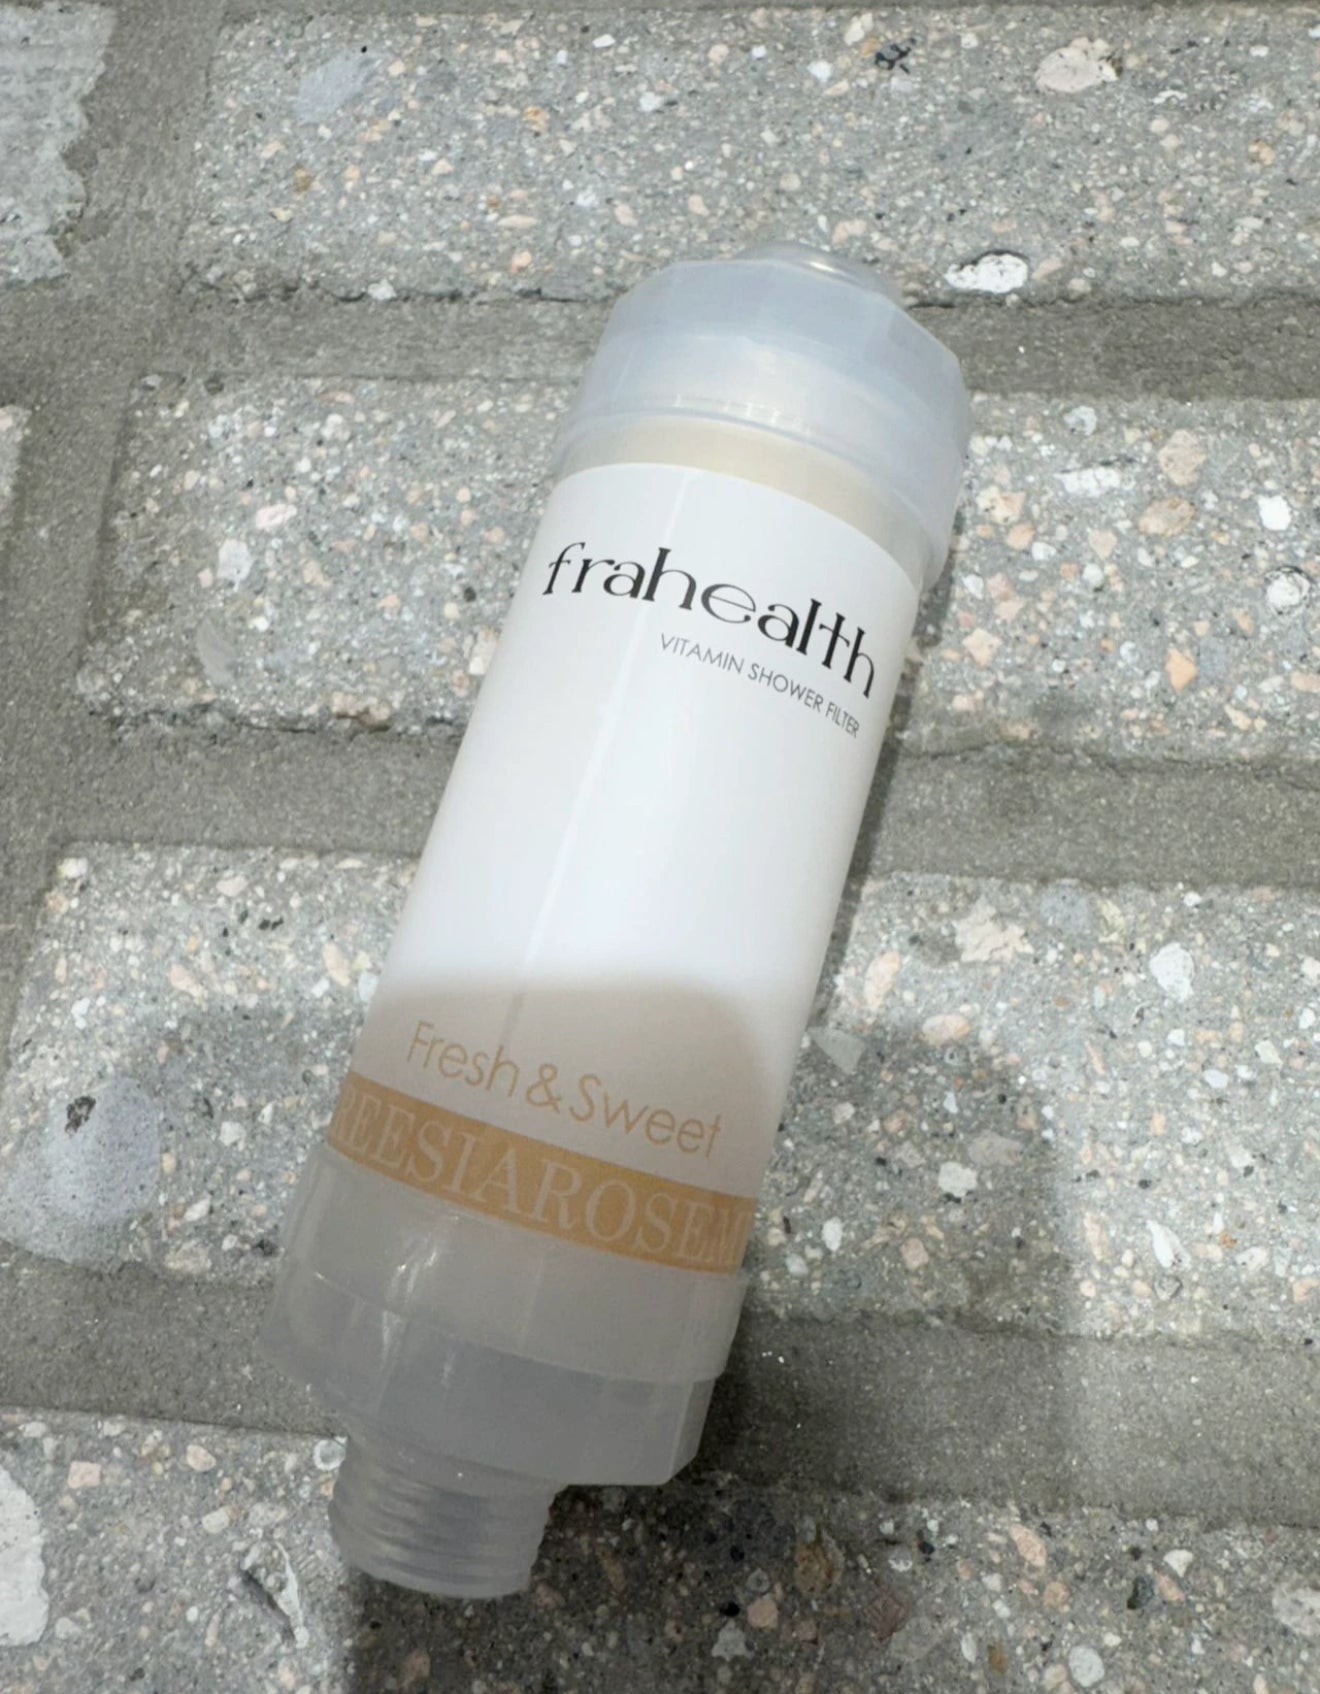 frahealth
VITAMIN SHOWER FILTER
Fresh & Sweet
REESIAROSEM